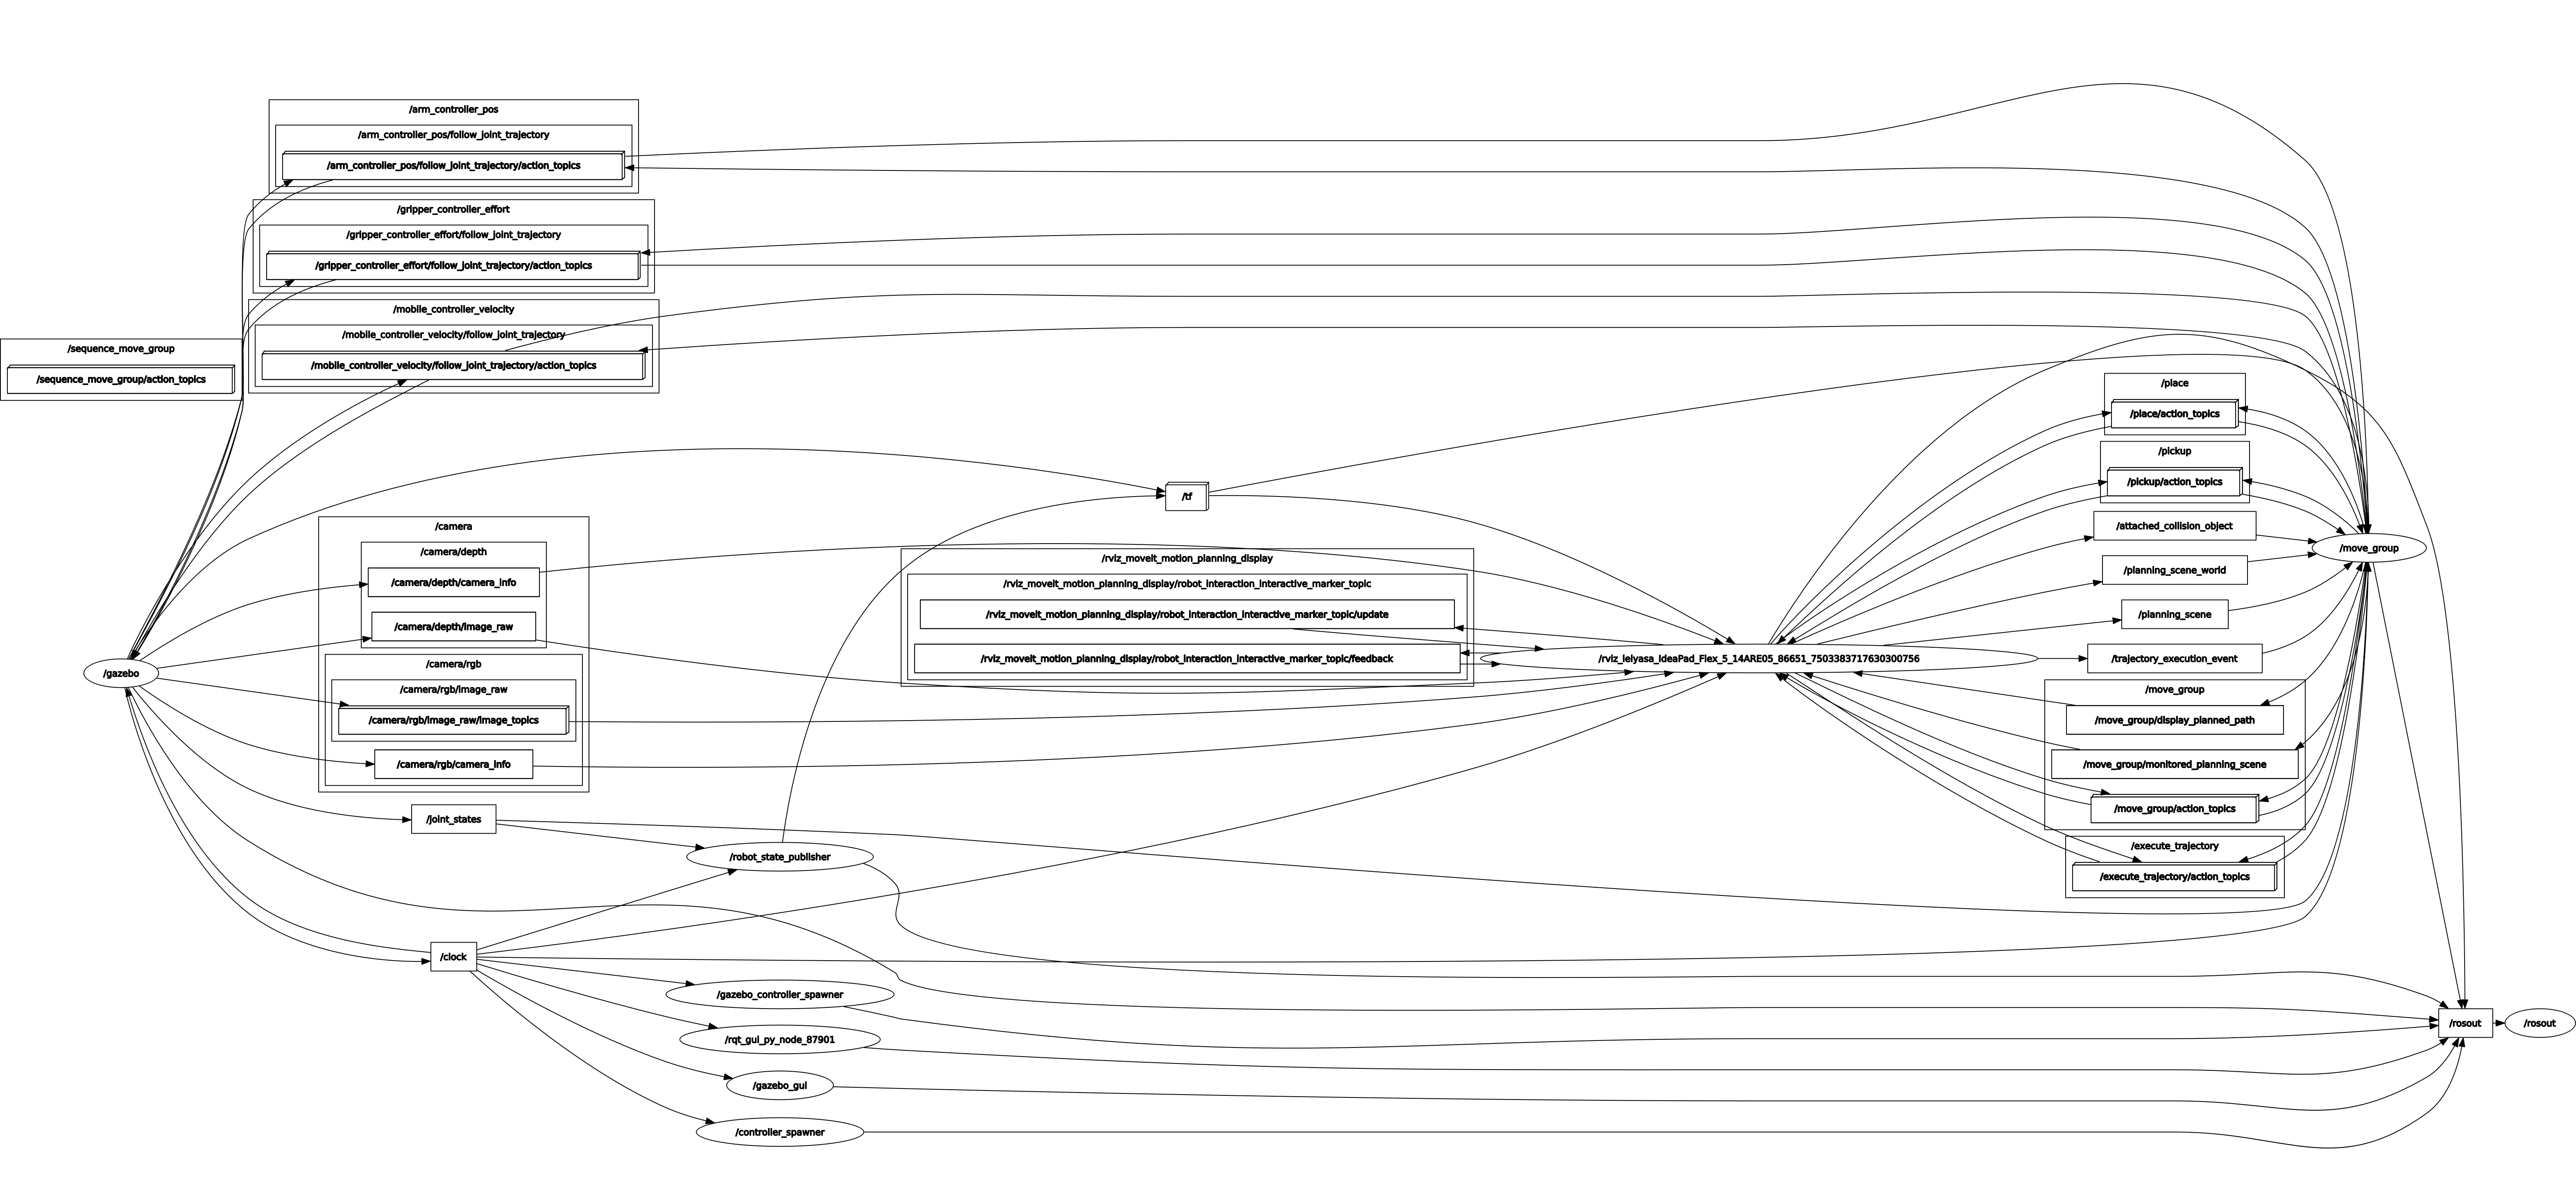 /arm_controller_pos
/arm_controller_pos/follow_joint_trajectory
/arm_controller_pos/follow_joint_trajectory/action_topics
/gripper_controller_effort
/gripper_controller_effort/follow_joint_trajectory
/gripper_controller_effort/follow_joint_trajectory/action_topics
/mobile_controller_velocity
/mobile_controller_velocity/follow_joint_trajectory
/mobile_controller_velocity/follow_joint_trajectory/action_topics
/sequence_move_group
/sequence_move_group/action_topics
/gazebo
/camera
/camera/depth
/camera/depth/camera_info
/camera/depth/image_raw
/camera/rgb
/camera/rgb/image_raw
/camera/rgb/image_raw/image_topics
/camera/rgb/camera_info
/joint_states
/clock
/robot_state_publisher
/gazebo_controller_spawner
/rqt_gui_py_node_87901
/gazebo_gui
/controller_spawner
/tf
/rviz_moveit_motion_planning_display
/rviz_moveit_motion_planning_display/robot_interaction_interactive_marker_topic
/rviz_moveit_motion_planning_display/robot_interaction_interactive_marker_topic/update
/rviz_moveit_motion_planning_display/robot_interaction_interactive_marker_topic/feedback
/rviz_ielyasa_IdeaPad_Flex_5_14ARE05_86651_7503383717630300756
/place
/place/action_topics
/pickup
/pickup/action_topics
/attached_collision_object
/planning_scene_world
/planning_scene
/trajectory_execution_event
/move_group
/move_group/display_planned_path
/move_group/monitored_planning_scene
/move_group/action_topics
/execute_trajectory
/execute_trajectory/action_topics
/move_group
/rosout
/rosout